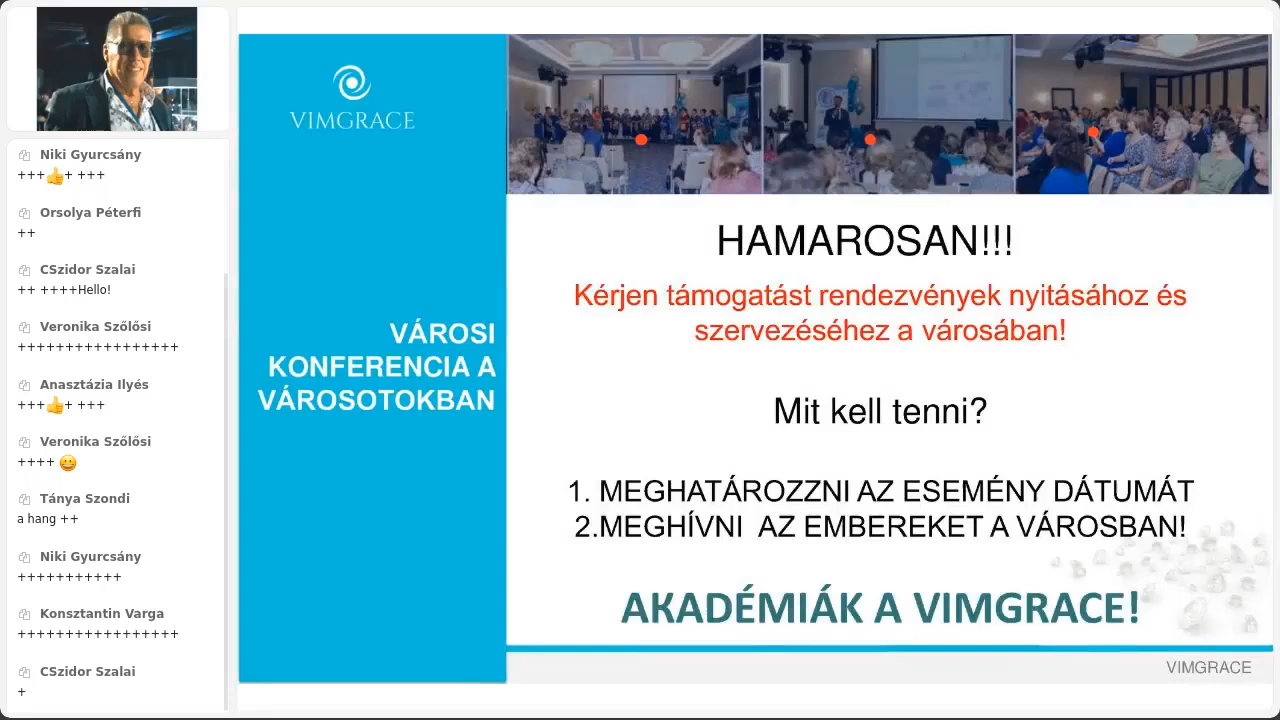 Niki Gyurcsány
+++👍+ +++
Orsolya Péterfi
++
CSzidor Szalai
++ ++++Hello!
Veronika Szőlősi
+++++++++++++++++
Anasztázia Ilyés
+++👍+ +++
Veronika Szőlősi
++++ 😀
Tánya Szondi
a hang ++
Niki Gyurcsány
+++++++++++
Konsztantin Varga
+++++++++++++++++
CSzidor Szalai
+
VIMGRACE
VÁROSI
KONFERENCIA A
VÁROSOTOKBAN
HAMAROSAN!!!
Kérjen támogatást rendezvények nyitásához és
szervezéséhez a városában!
Mit kell tenni?
1. MEGHATÁROZZNI AZ ESEMÉNY DÁTUMÁT
2.MEGHÍVNI AZ EMBEREKET A VÁROSBAN!
AKADÉMIÁK A VIMGRACE!
VIMGRACE